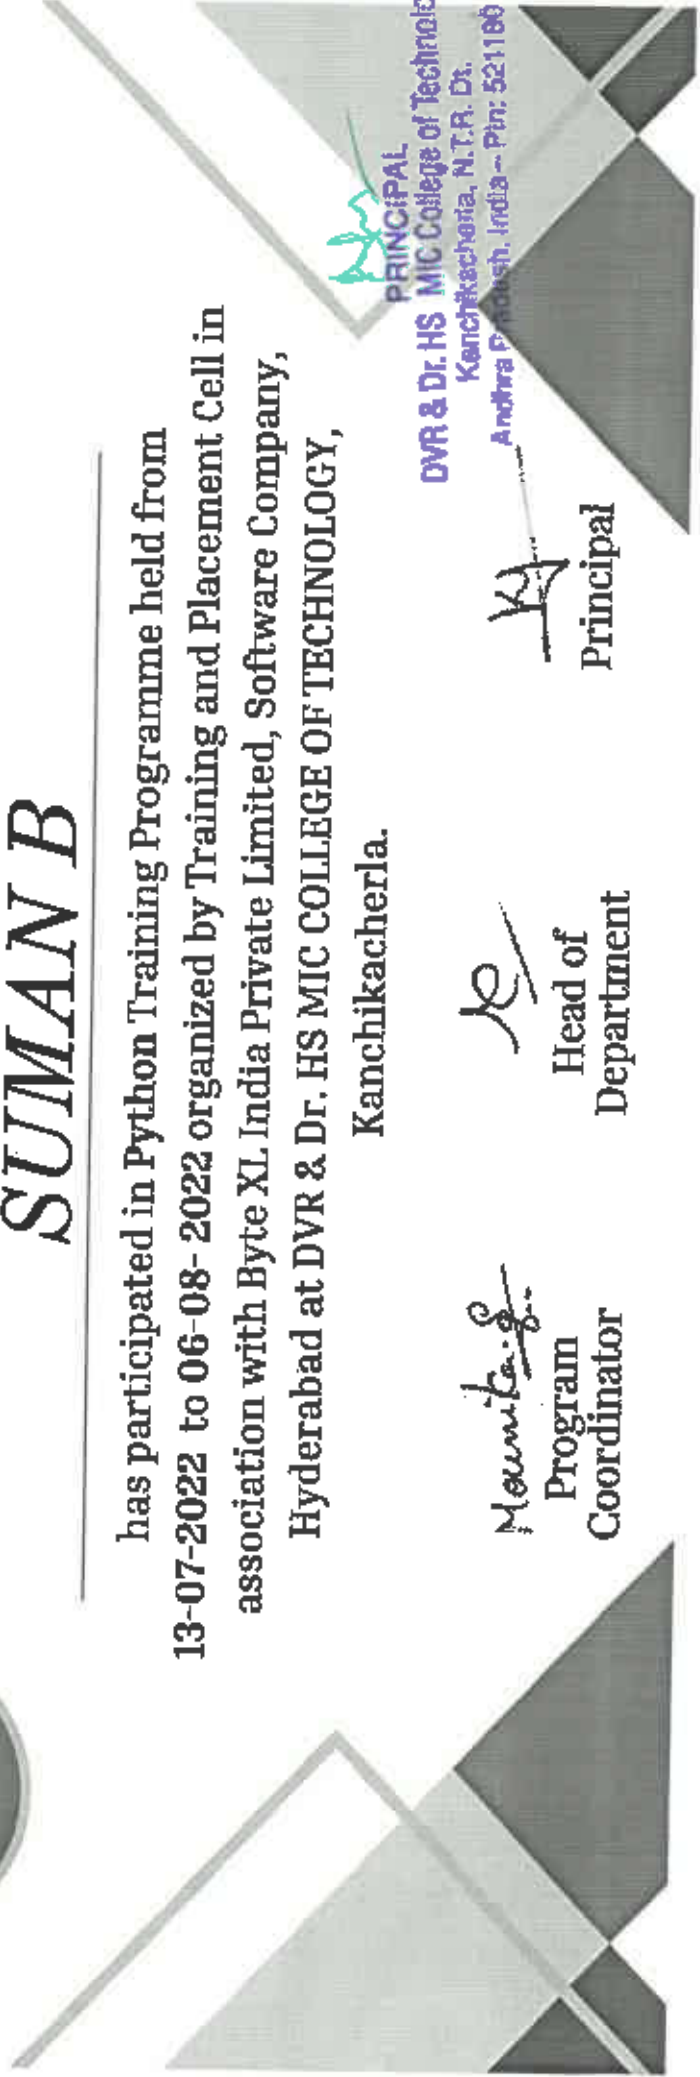 SUMAN B
has participated in Python Training Programme held from
13-07-2022 to 06-08- 2022 organized by Training and Placement Cell in
association with Byte XL India Private Limited, Software Company,
Hyderabad at DVR & Dr. HS MIC COLLEGE OF TECHNOLOGY,
Kanchikacherla.
Mounika.g.
Program
Coordinator
Head of
Department
Principal
PRINCIPAL
DVR & Dr. HS MIC College of Technolo
Kanchikacherla, N.T.R. Dt.
Andhra Pradesh, India - Pin: 521180